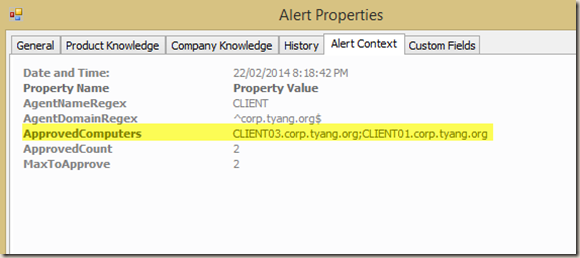 Alert Properties
General Product Knowledge Company Knowledge History Alert Context Custom Fields
Date and Time: 22/02/2014 8:18:42 PM
Property Name Property Value
AgentNameRegex CLIENT
AgentDomainRegex ^corp.tyang.org$
ApprovedComputers CLIENT03.corp.tyang.org;CLIENT01.corp.tyang.org
ApprovedCount 2
MaxToApprove 2